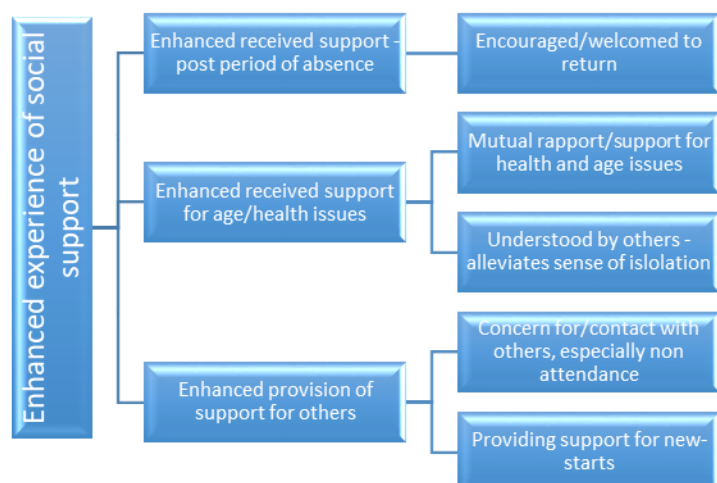 Enhanced experience of social
support
Enhanced received support -
post period of absence
Encouraged/welcomed to
return
Enhanced received support
for age/health issues
Mutual rapport/support for
health and age issues
Understood by others -
alleviates sense of islolation
Enhanced provision of
support for others
Concern for/contact with
others, especially non
attendance
Providing support for new-
starts